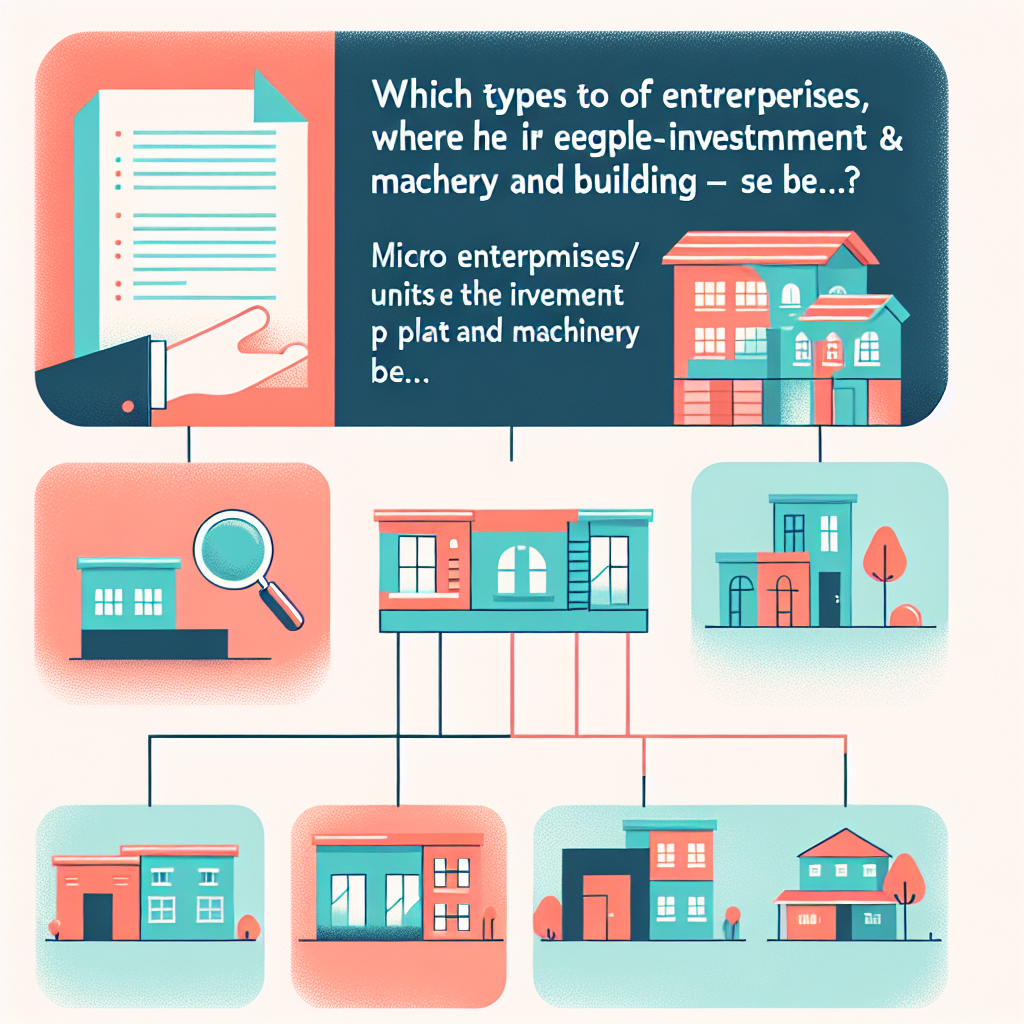 Which types to of entrerperises,
where he ir eegple-investmment &
machery and building – se be...?
Micro enterpmises/
units e the irvement
p plat and machinery
be...